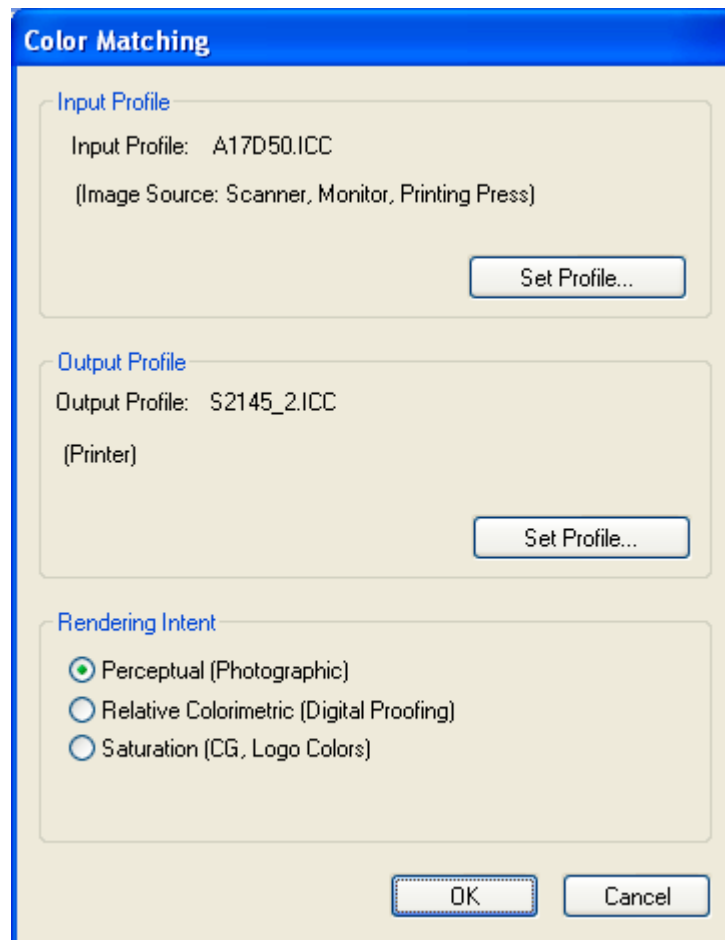 Color Matching
Input Profile
Input Profile: A17D50.ICC
(Image Source: Scanner, Monitor, Printing Press)
Set Profile...
Output Profile
Output Profile: S2145_2.ICC
(Printer)
Set Profile...
Rendering Intent
Perceptual (Photographic)
Relative Colorimetric (Digital Proofing)
Saturation (CG, Logo Colors)
OK Cancel